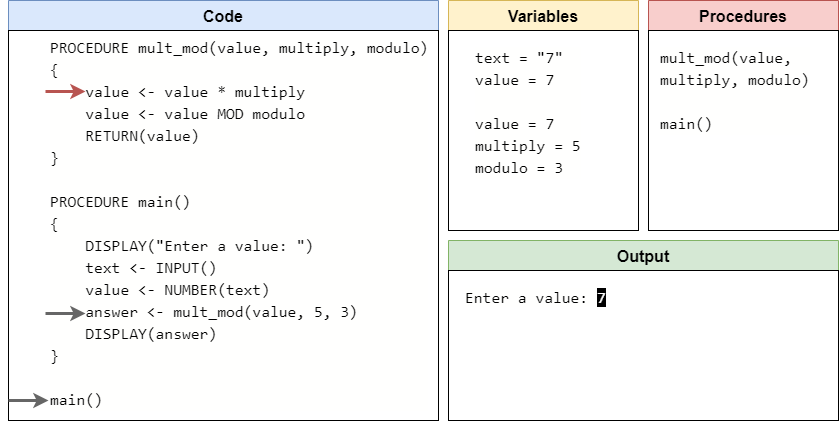 Code
PROCEDURE mult_mod(value, multiply, modulo)
{
value <- value * multiply
value <- value MOD modulo
RETURN(value)
}
PROCEDURE main()
{
DISPLAY("Enter a value: ")
text <- INPUT()
value <- NUMBER(text)
answer <- mult_mod(value, 5, 3)
DISPLAY(answer)
}
main()
Variables
text = "7"
value = 7
value = 7
multiply = 5
modulo = 3
Procedures
mult_mod(value,
multiply, modulo)
main()
Output
Enter a value: 7